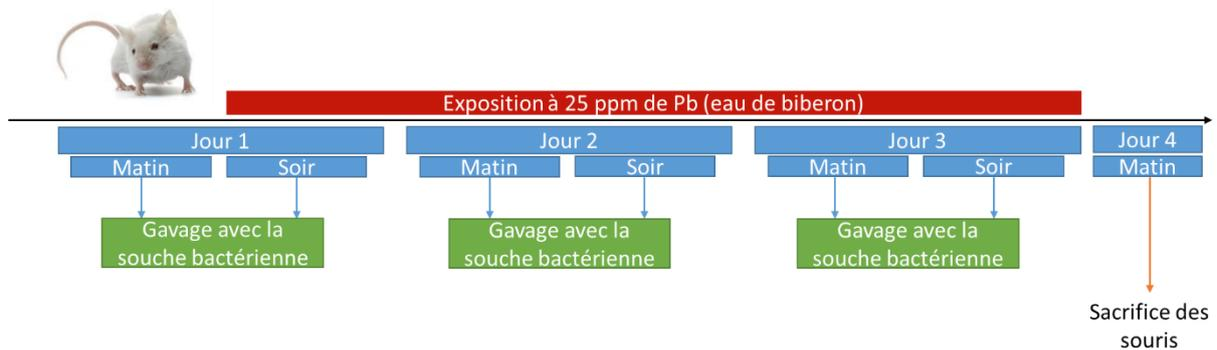 Exposition à 25 ppm de Pb (eau de biberon)
Jour 1
Jour 2
Jour 3
Jour 4
Matin
Soir
Matin
Soir
Matin
Soir
Matin
Gavage avec la
souche bactérienne
Gavage avec la
souche bactérienne
Gavage avec la
souche bactérienne
Sacrifice des
souris